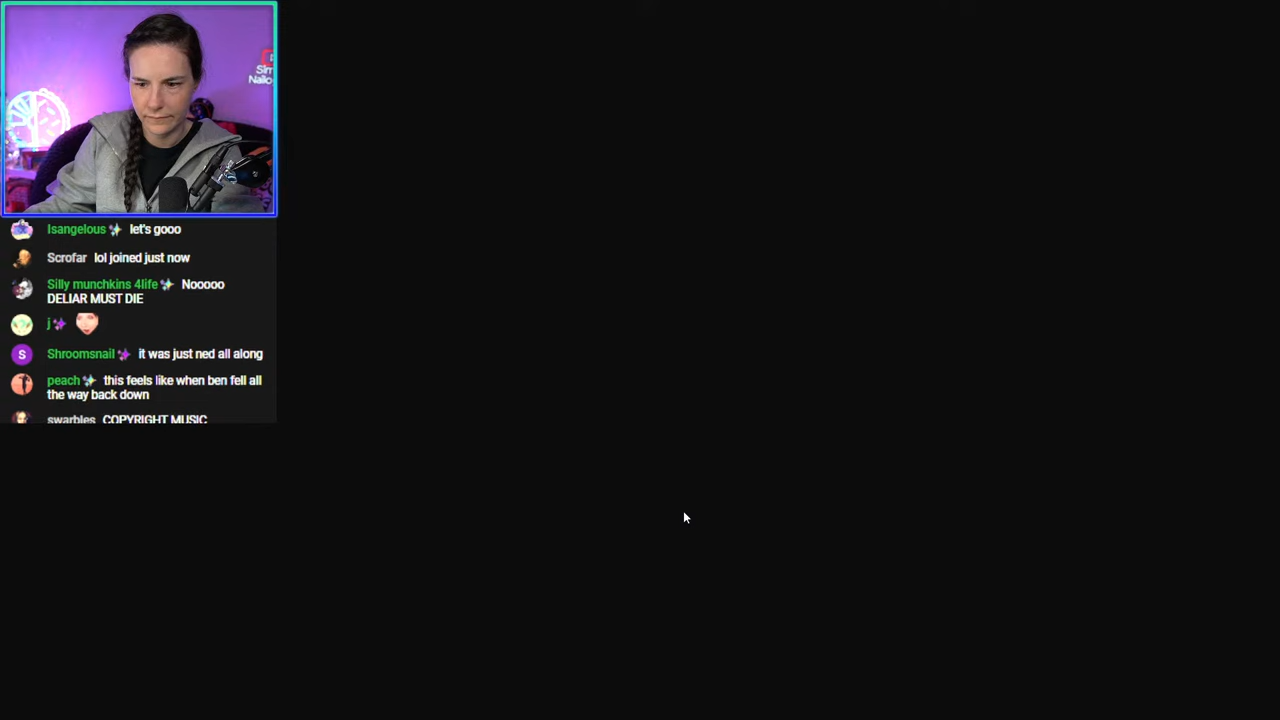 Isangelous let's gooo
Scrofar lol joined just now
Silly munchkins 4life Nooooo
DELIAR MUST DIE
j
S Shroomsnail it was just ned all along
peach this feels like when ben fell all
the way back down
swarbles COPYRIGHT MUSIC